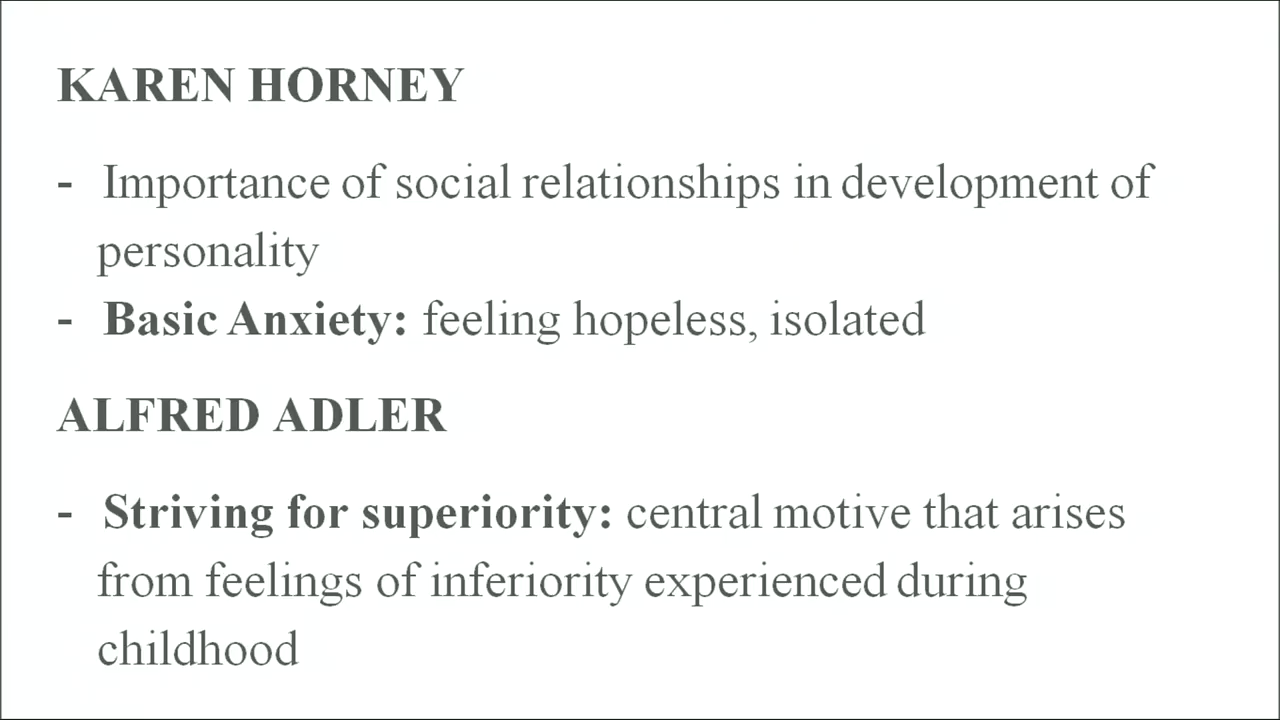 KAREN HORNEY
- Importance of social relationships in development of
personality
- Basic Anxiety: feeling hopeless, isolated
ALFRED ADLER
- Striving for superiority: central motive that arises
from feelings of inferiority experienced during
childhood